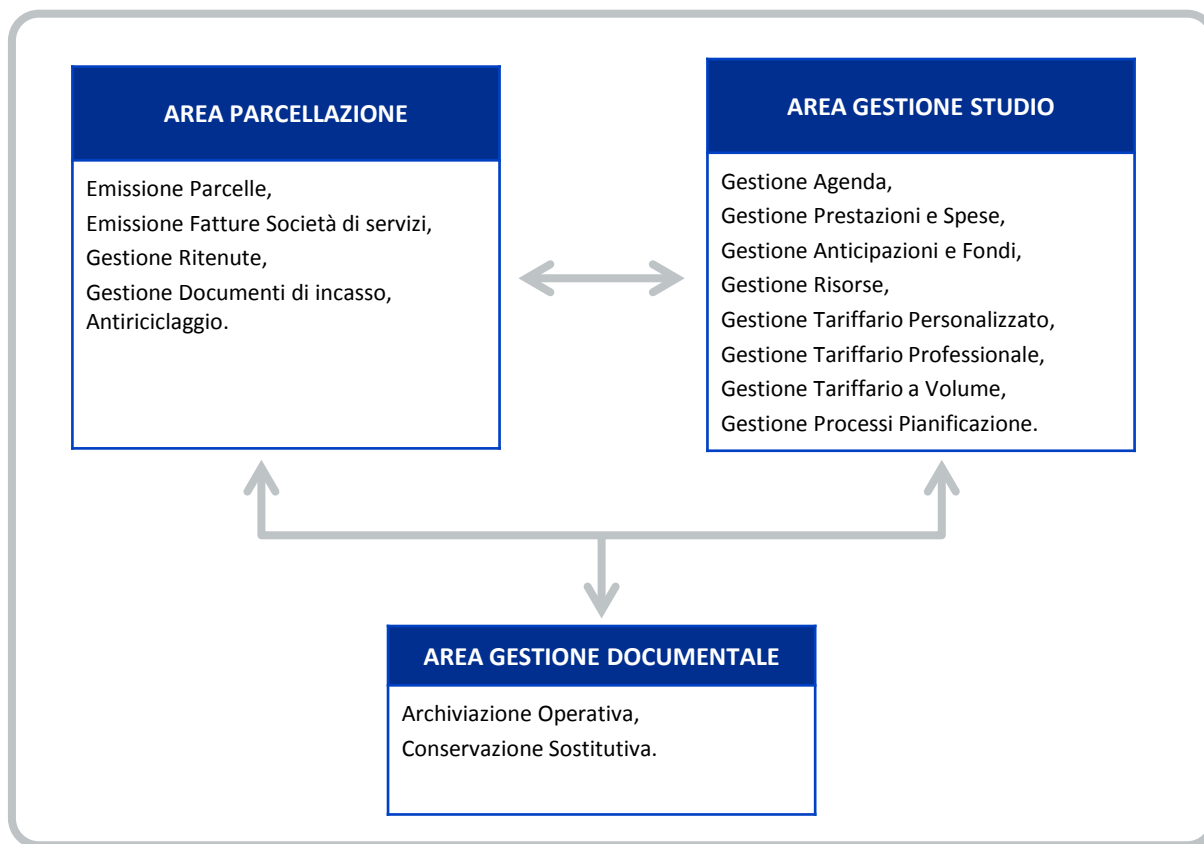 AREA PARCELLAZIONE
Emissione Parcelle,
Emissione Fatture Società di servizi,
Gestione Ritenute,
Gestione Documenti di incasso,
Antiriciclaggio.
AREA GESTIONE STUDIO
Gestione Agenda,
Gestione Prestazioni e Spese,
Gestione Anticipazioni e Fondi,
Gestione Risorse,
Gestione Tariffario Personalizzato,
Gestione Tariffario Professionale,
Gestione Tariffario a Volume,
Gestione Processi Pianificazione.
AREA GESTIONE DOCUMENTALE
Archiviazione Operativa,
Conservazione Sostitutiva.